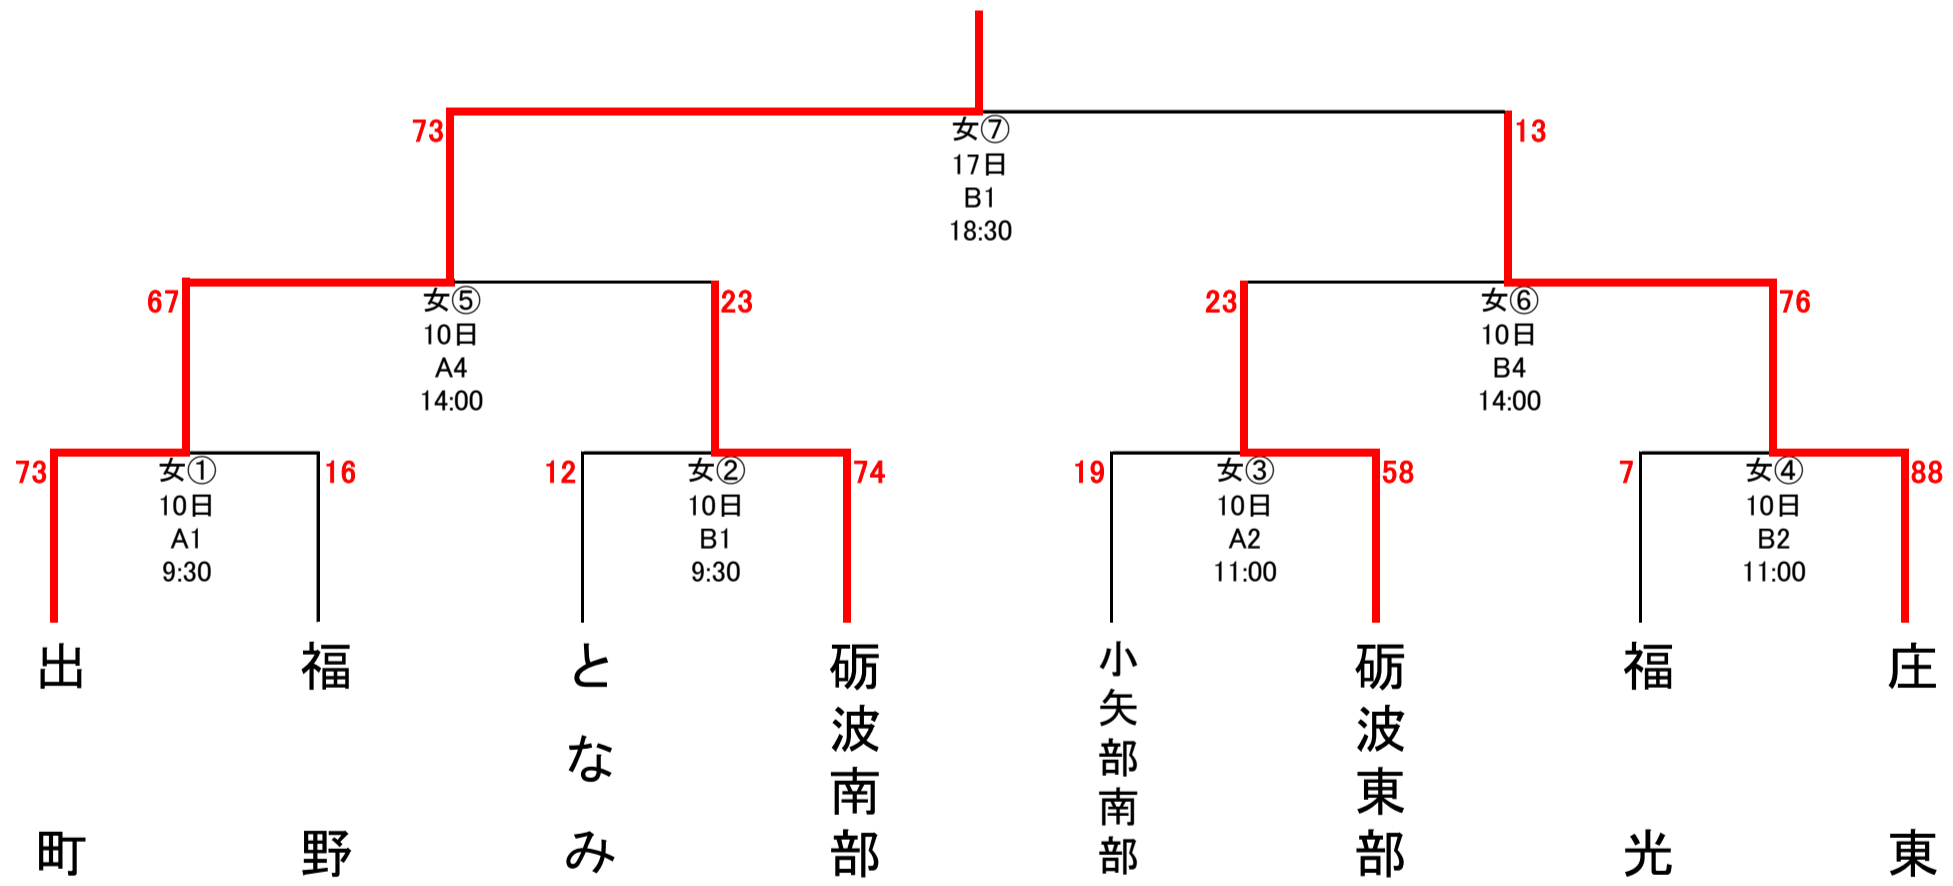 73
女⑦
13
17日
B1
18:30
67
女⑤
23
23
女⑥
76
10日
A4
14:00
10日
B4
14:00
73
女①
16
12
女②
74
19
女③
58
7
女④
88
10日
A1
9:30
10日
B1
9:30
10日
A2
11:00
10日
B2
11:00
出町
福野
となみ
砺波南部
小矢部南部
砺波東部
福光
庄東